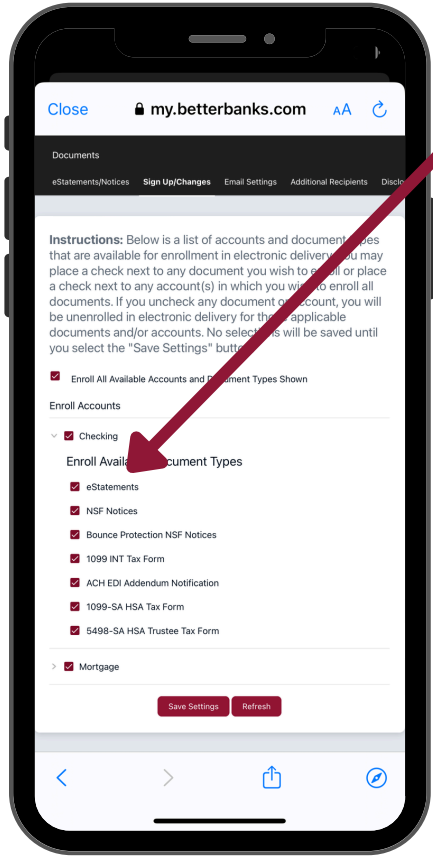 Close my.betterbanks.com AA
Documents
eStatements/Notices Sign Up/Changes Email Settings Additional Recipients
Instructions: Below is a list of accounts and document
that are available for enrollment in electronic delivery may
place a check next to any document you wish to or place
a check next to any account(s) in which you to enroll all
documents. If you uncheck any document you will
be unenrolled in electronic delivery for applicable
documents and/or accounts. No will be saved until
you select the "Save Settings"
Enroll All Available Accounts and Document Types Shown
Enroll Accounts
Checking
Enroll Types
eStatements
NSF Notices
Bounce Protection NSF Notices
1099 INT Tax Form
ACH EDI Addendum Notification
1099-SA HSA Tax Form
5498-SA HSA Trustee Tax Form
Mortgage
Save Settings Refresh